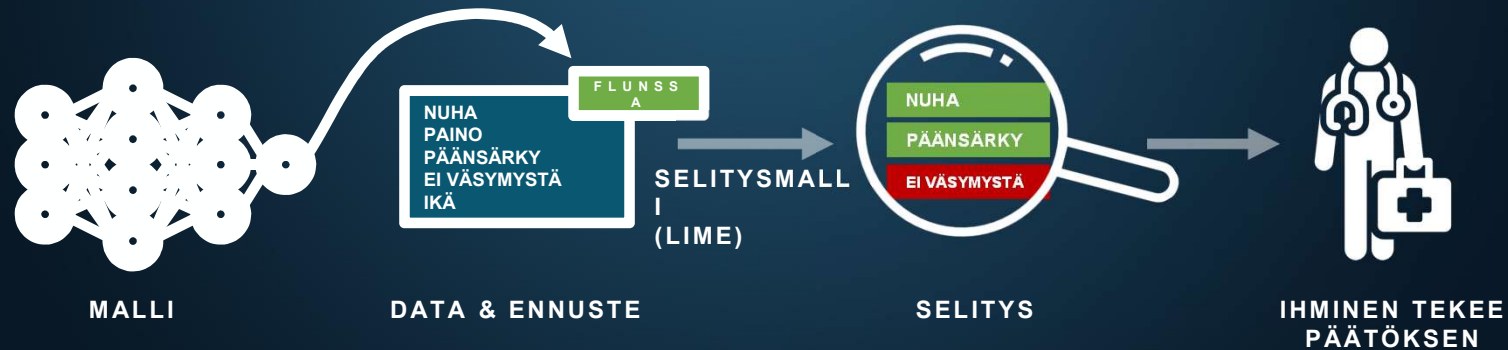 FLUNSS
A
NUHA
PAINO
PÄÄNSÄRKY
EI VÄSYMYSTÄ
IKÄ
SELITYSMALL
I
(LIME)
NUHA
PÄÄNSÄRKY
EI VÄSYMYSTÄ
MALLI
DATA & ENNUSTE
SELITYS
IHMINEN TEKEE
PÄÄTÖKSEN